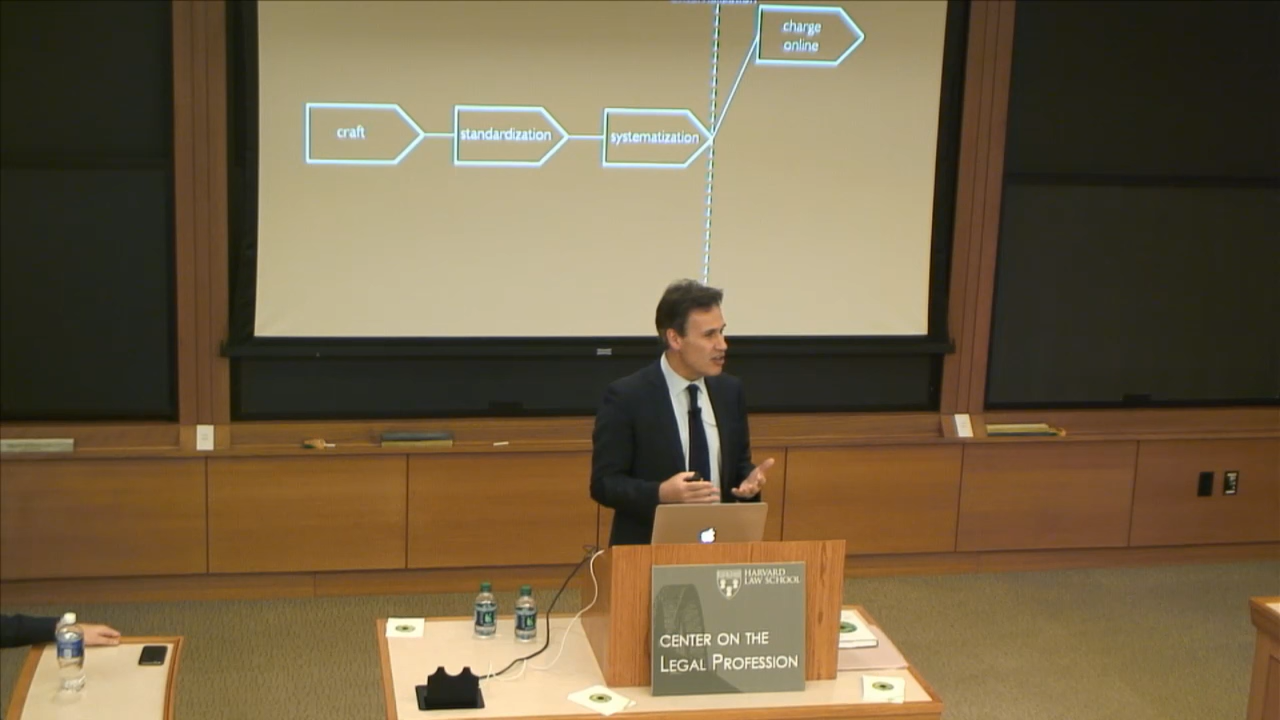 charge
online
craft
standardization
systematization
HARVARD
LAW SCHOOL
CENTER ON THE
LEGAL PROFESSION